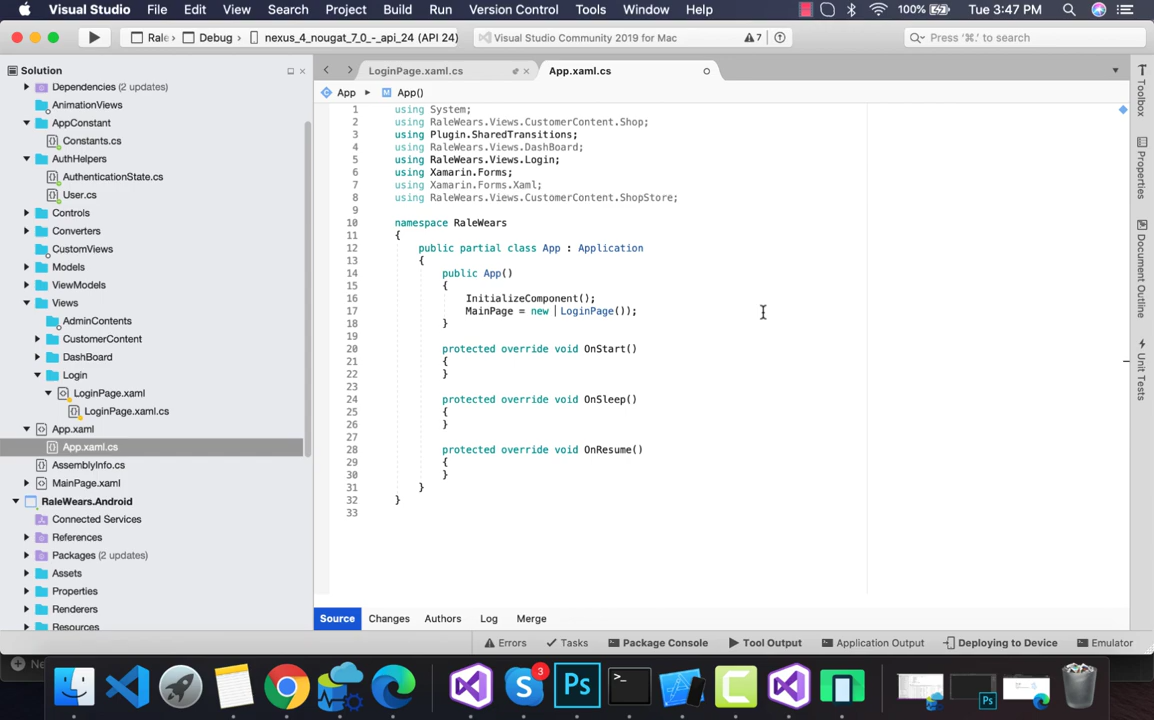 Visual Studio File Edit View Search Project Build Run Version Control Tools Window Help 100% Tue 3:47 PM
Rale Debug nexus_4_nougat_7_0_-_api_24 (API 24) Visual Studio Community 2019 for Mac 7 Press '⌘.' to search
Solution
Dependencies (2 updates)
AnimationViews
AppConstant
Constants.cs
AuthHelpers
AuthenticationState.cs
User.cs
Controls
Converters
CustomViews
Models
ViewModels
Views
AdminContents
CustomerContent
DashBoard
Login
LoginPage.xaml
LoginPage.xaml.cs
App.xaml
App.xaml.cs
AssemblyInfo.cs
MainPage.xaml
RaleWears.Android
Connected Services
References
Packages (2 updates)
Assets
Properties
Renderers
Resources
LoginPage.xaml.cs App.xaml.cs
App App()
1 using System;
2 using RaleWears.Views.CustomerContent.Shop;
3 using Plugin.SharedTransitions;
4 using RaleWears.Views.DashBoard;
5 using RaleWears.Views.Login;
6 using Xamarin.Forms;
7 using Xamarin.Forms.Xaml;
8 using RaleWears.Views.CustomerContent.ShopStore;
9
10 namespace RaleWears
11 {
12 public partial class App : Application
13 {
14 public App()
15 {
16 InitializeComponent();
17 MainPage = new LoginPage());
18 }
19
20 protected override void OnStart()
21 {
22 }
23
24 protected override void OnSleep()
25 {
26 }
27
28 protected override void OnResume()
29 {
30 }
31 }
32 }
33
Toolbox
Properties
Document Outline
Unit Tests
Source Changes Authors Log Merge
Errors Tasks Package Console Tool Output Application Output Deploying to Device Emulator
Ne
3
Ps
Ps